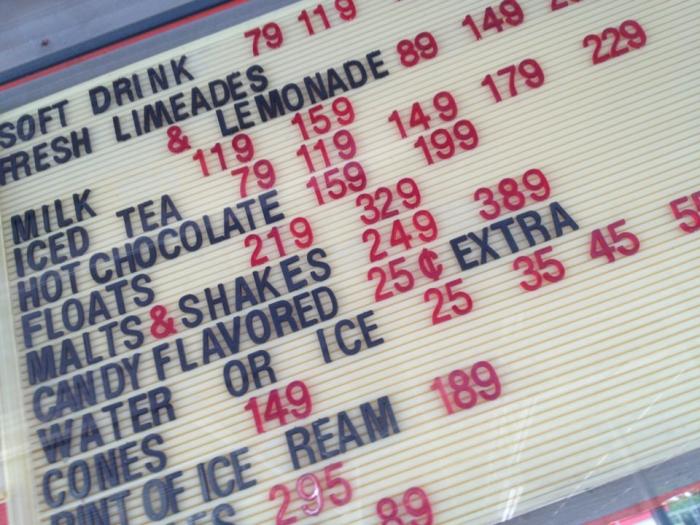 SOFT DRINK 79 119
FRESH LIMEADES
& LEMONADE 89 149
MILK 119 159
ICED TEA 79 119 149 179 229
HOT CHOCOLATE 159 199
FLOATS 219 329
MALTS & SHAKES 249 389
CANDY FLAVORED 25¢ EXTRA
WATER OR ICE 25 35 45
CONES 149
PINT OF ICE REAM 189
295
89